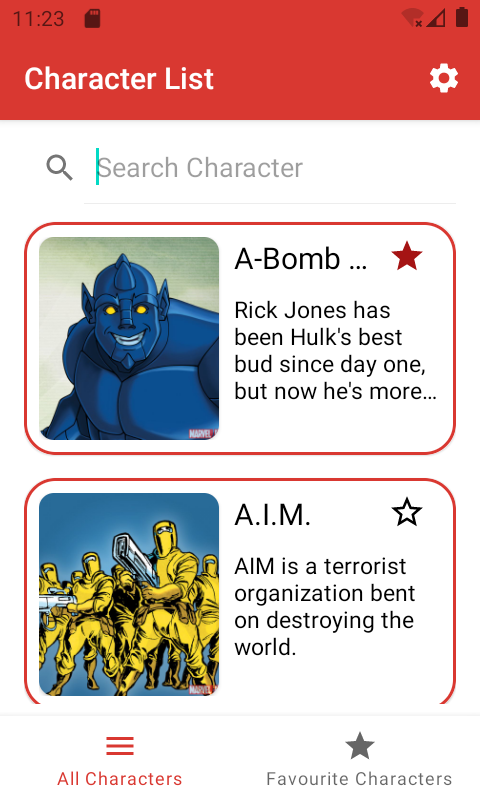 11:23
Character List
Search Character
A-Bomb ...
Rick Jones has
been Hulk's best
bud since day one,
but now he's more...
MARVEL
A.I.M.
AIM is a terrorist
organization bent
on destroying the
world.
MARVEL
All Characters
Favourite Characters